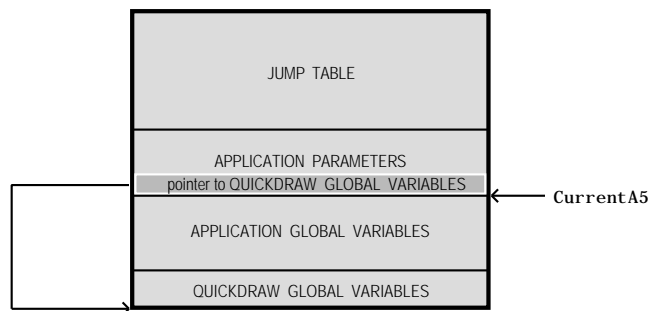 JUMP TABLE
APPLICATION PARAMETERS
pointer to QUICKDRAW GLOBAL VARIABLES
CurrentA5
APPLICATION GLOBAL VARIABLES
QUICKDRAW GLOBAL VARIABLES